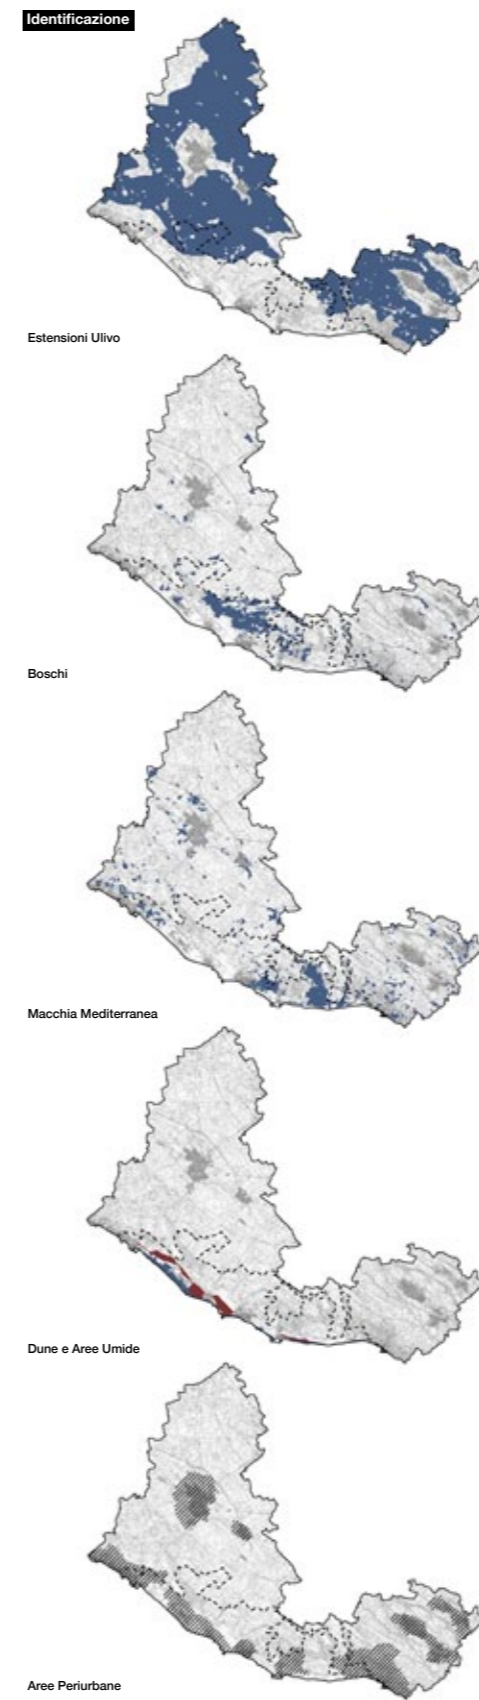 Identificazione
Estensioni Ulivo
Boschi
Macchia Mediterranea
Dune e Aree Umide
Aree Periurbane